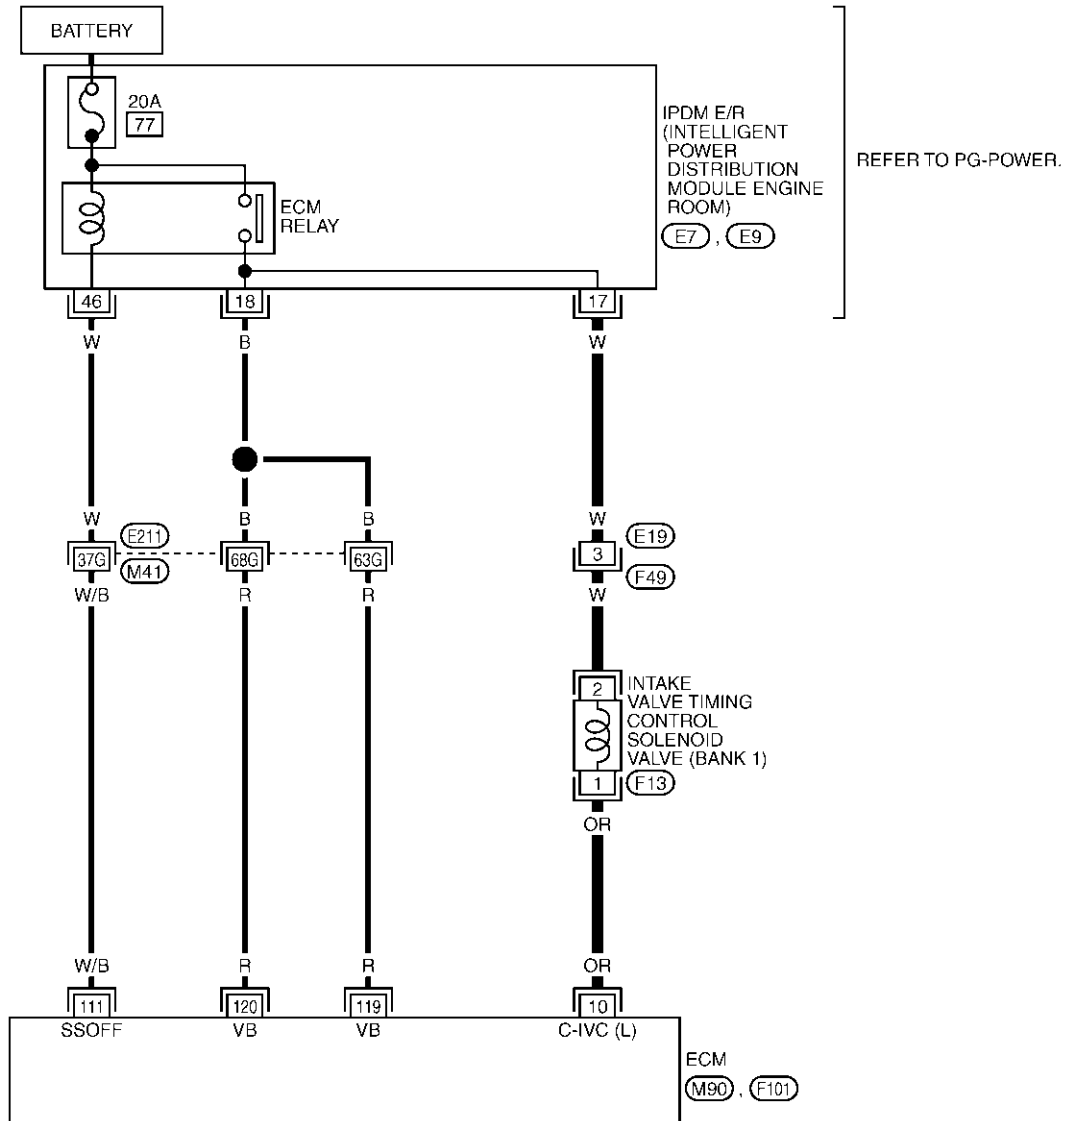 BATTERY
20A
77
ECM
RELAY
IPDM E/R
(INTELLIGENT
POWER
DISTRIBUTION
MODULE ENGINE
ROOM)
E7 , E9
REFER TO PG-POWER.
46 18 17
W B W
W B B W
E211
M41
37G 68G 63G 3
E19
F49
W/B R R W
2
INTAKE
VALVE TIMING
CONTROL
SOLENOID
VALVE (BANK 1)
1
F13
OR
W/B R R OR
111 120 119 10
SSOFF VB VB C-IVC (L)
ECM
M90 , F101